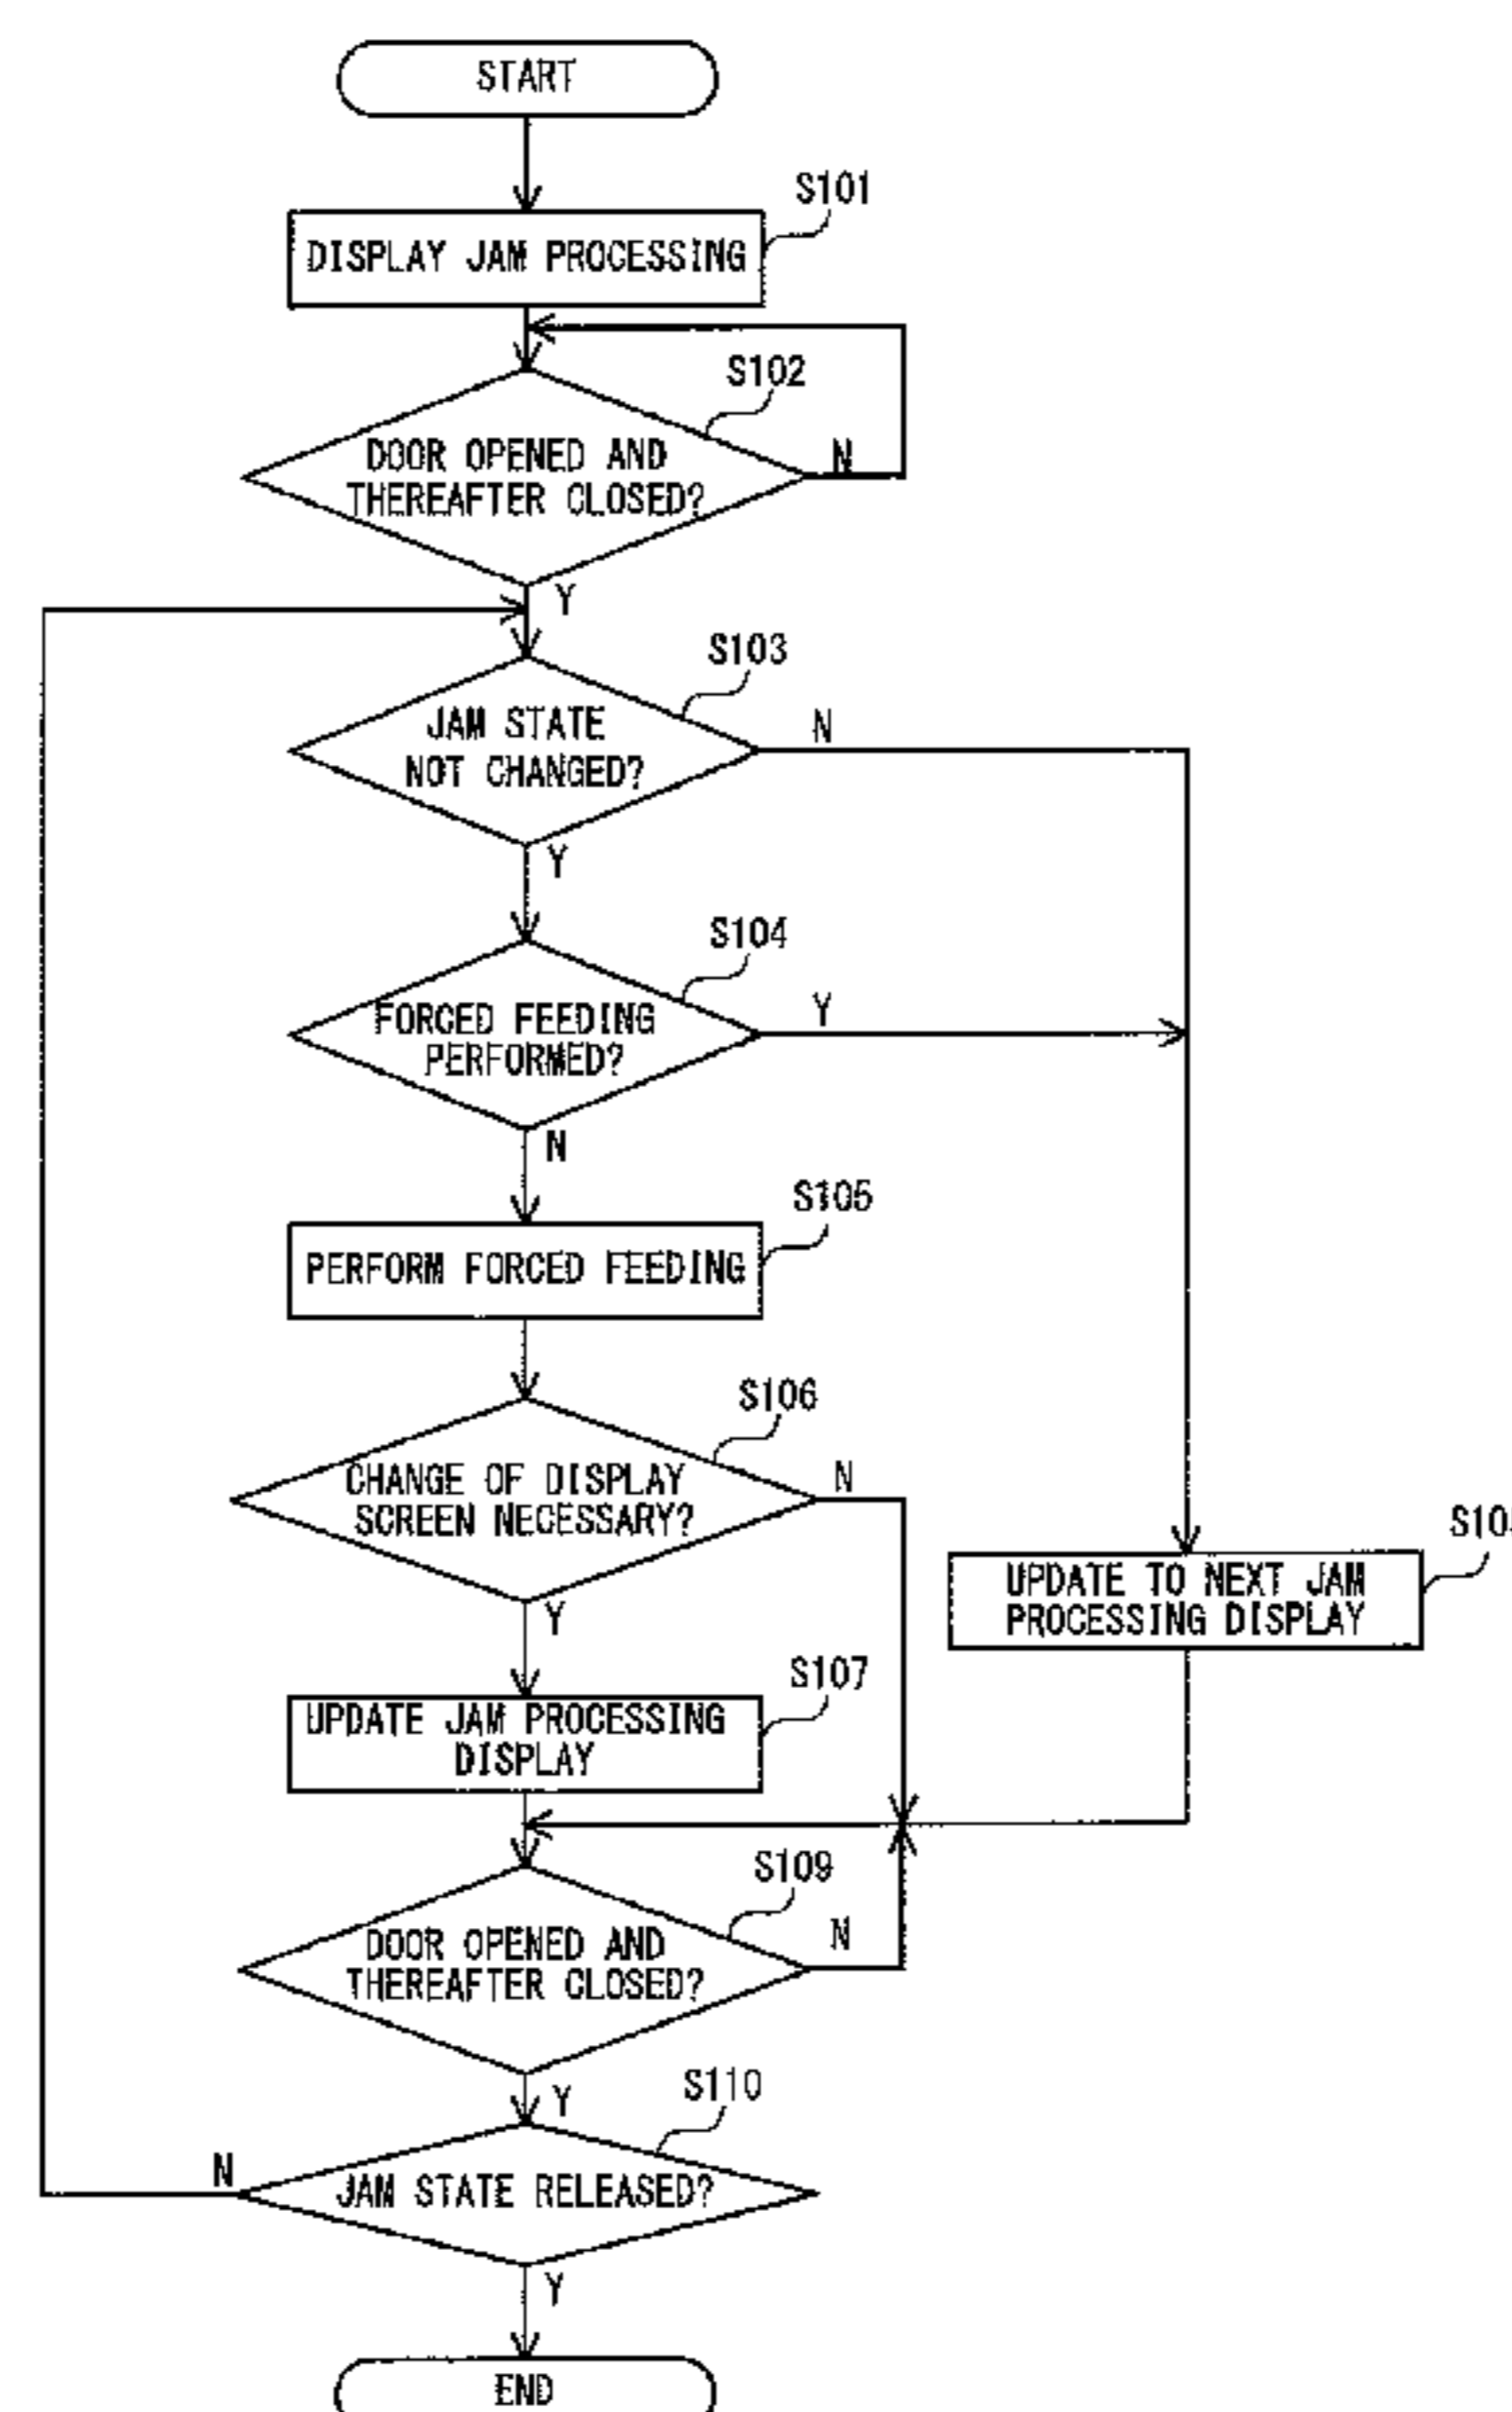 START
S101
DISPLAY JAM PROCESSING
S102
DOOR OPENED AND
THEREAFTER CLOSED?
N
Y
S103
JAM STATE
NOT CHANGED?
N
Y
S104
FORCED FEEDING
PERFORMED?
Y
N
S105
PERFORM FORCED FEEDING
S106
CHANGE OF DISPLAY
SCREEN NECESSARY?
N
Y
UPDATE TO NEXT JAM
PROCESSING DISPLAY
S107
UPDATE JAM PROCESSING
DISPLAY
S109
DOOR OPENED AND
THEREAFTER CLOSED?
N
Y
S110
JAM STATE RELEASED?
N
Y
END